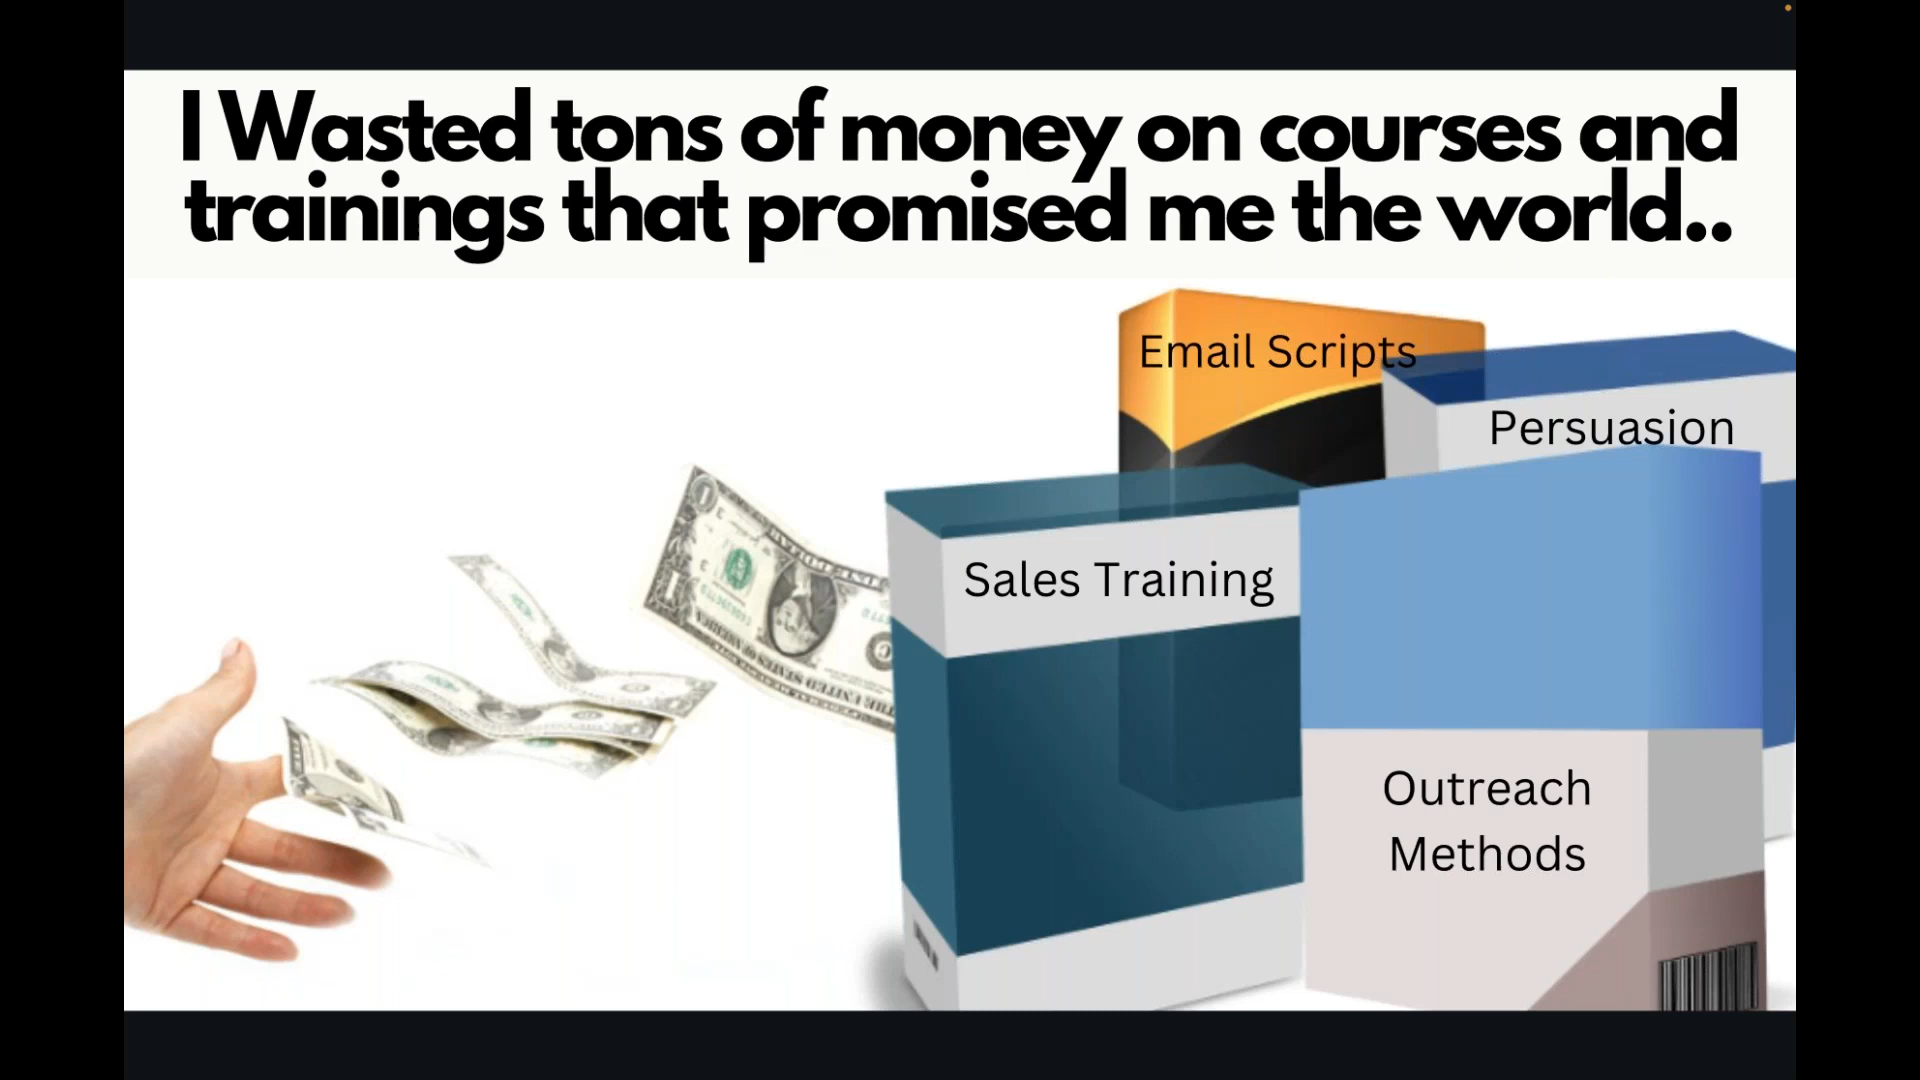 I Wasted tons of money on courses and
trainings that promised me the world..
Email Scripts
Persuasion
Sales Training
Outreach
Methods